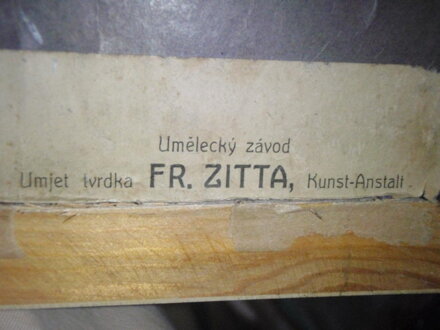 Umělecký závod
Umjet tvrdka FR. ZITTA, Kunst-Anstalt